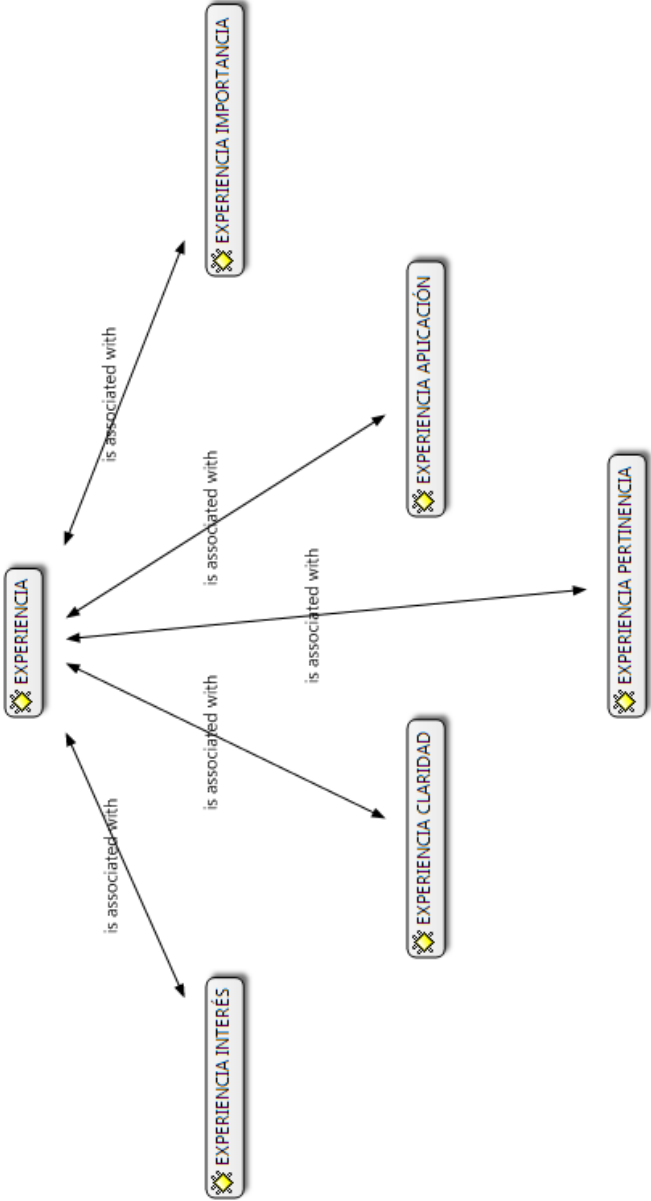 EXPERIENCIA
is associated with
is associated with
is associated with
is associated with
EXPERIENCIA INTERÉS
EXPERIENCIA IMPORTANCIA
is associated with
EXPERIENCIA CLARIDAD
EXPERIENCIA APLICACIÓN
EXPERIENCIA PERTINENCIA